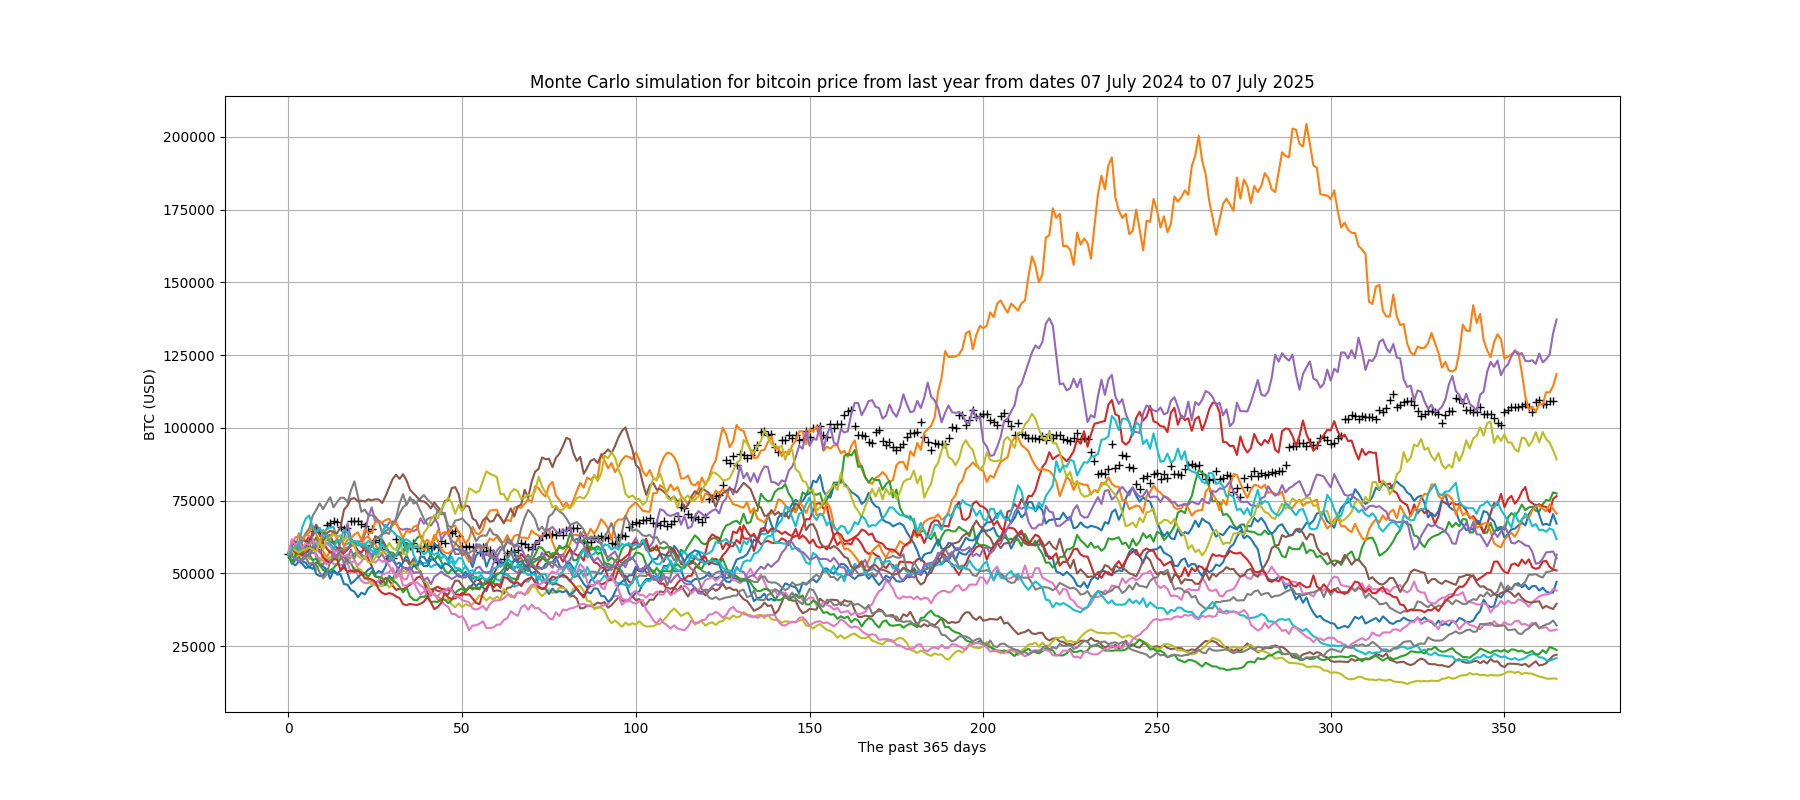 Monte Carlo simulation for bitcoin price from last year from dates 07 July 2024 to 07 July 2025
200000
175000
150000
125000
100000
75000
50000
25000
BTC (USD)
0 50 100 150 200 250 300 350
The past 365 days